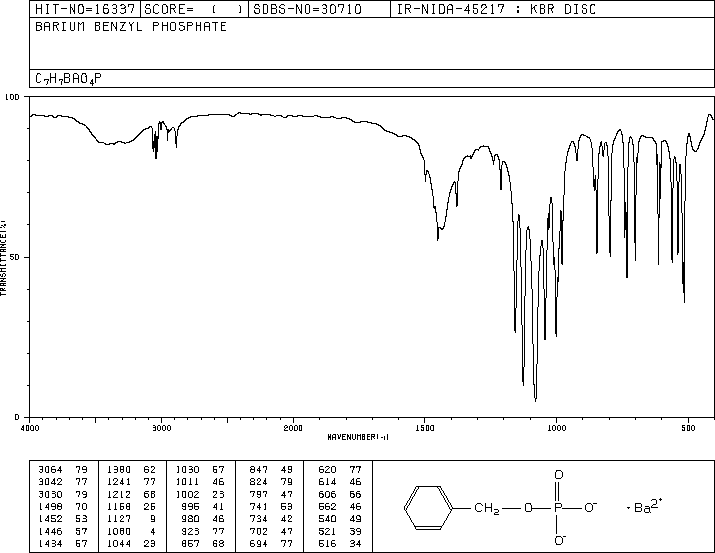 HIT-NO=16337 SCORE= ( ) SDBS-NO=30710 IR-NIDA-45217 : KBR DISC
BARIUM BENZYL PHOSPHATE
C7H7BAO4P
100
50
0
TRANSMITTANCE(%)
4000 3000 2000 1500 1000 500
WAVENUMBER(-1)
3064 79 1380 62 1030 57 847 49 620 77
3042 77 1241 77 1011 46 824 79 614 46
3030 79 1212 68 1002 23 797 47 606 66
1498 70 1158 26 996 41 741 53 562 46
1452 53 1127 9 980 46 734 42 540 49
1446 57 1080 4 923 77 702 47 521 39
1434 57 1044 23 857 68 694 77 516 34
O
CH2 O P O- · Ba2+
O-